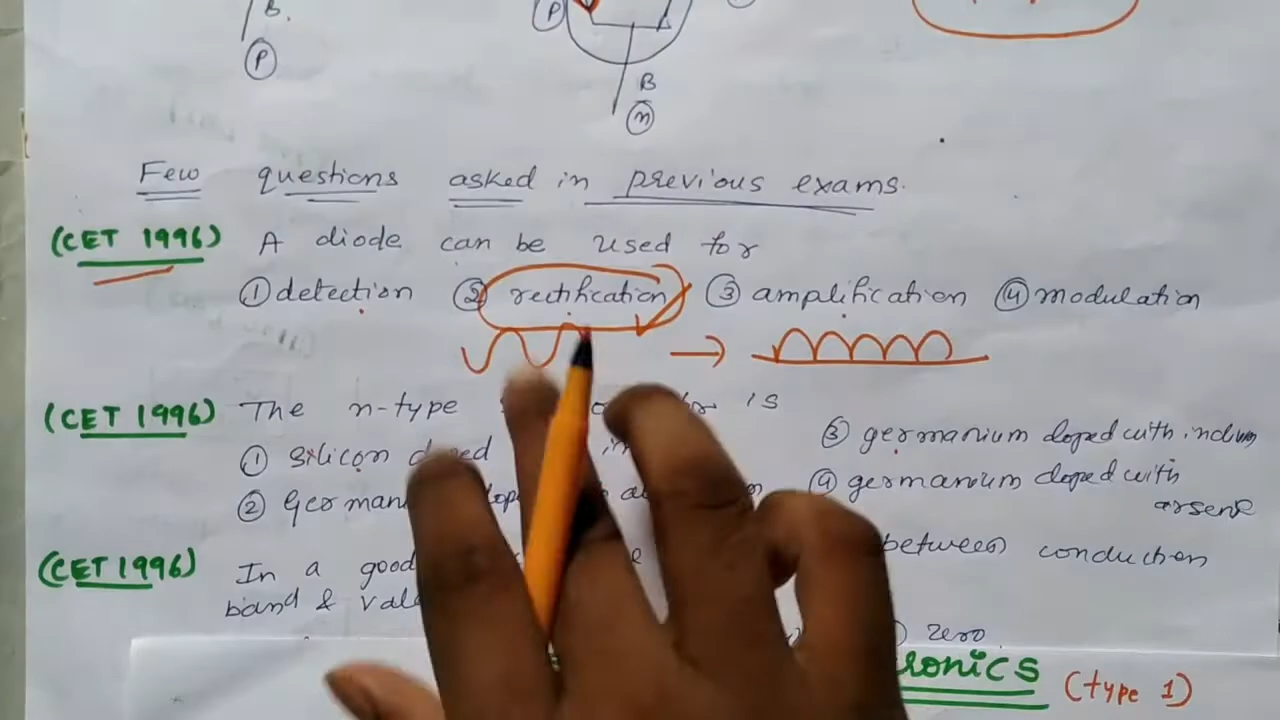 B.
P
P
B
n
Few questions asked in previous exams.
(CET 1996) A diode can be used for
① detection ② rectification ③ amplification ④ modulation
(CET 1996) The n-type is
① silicon doped in
③ germanium doped with indium
②
④ germanium doped with
arsenic
(CET 1996) In a good between conduction
band &
zero
(type 1)